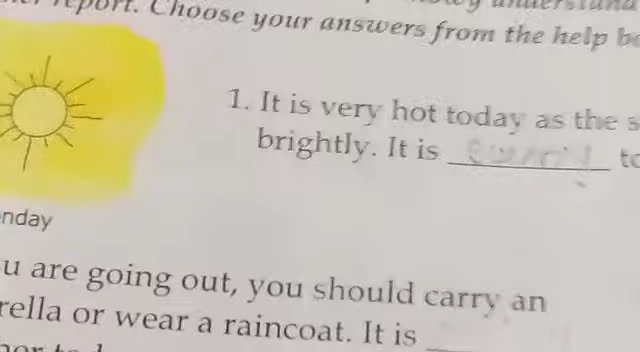 report. Choose your answers from the help
1. It is very hot today as the
brightly. It is
nday
u are going out, you should carry an
rella or wear a raincoat. It is